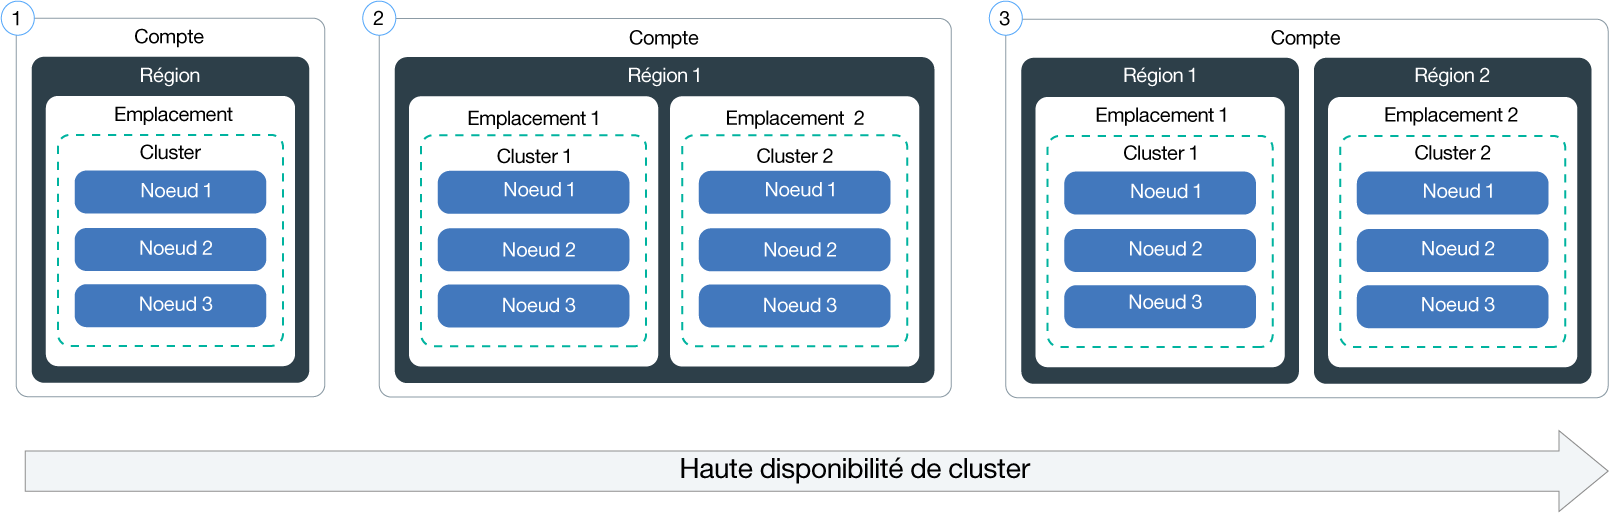 1
Compte
Région
Emplacement
Cluster
Noeud 1
Noeud 2
Noeud 3
2
Compte
Région 1
Emplacement 1
Cluster 1
Noeud 1
Noeud 2
Noeud 3
Emplacement 2
Cluster 2
Noeud 1
Noeud 2
Noeud 3
3
Compte
Région 1
Emplacement 1
Cluster 1
Noeud 1
Noeud 2
Noeud 3
Région 2
Emplacement 2
Cluster 2
Noeud 1
Noeud 2
Noeud 3
Haute disponibilité de cluster